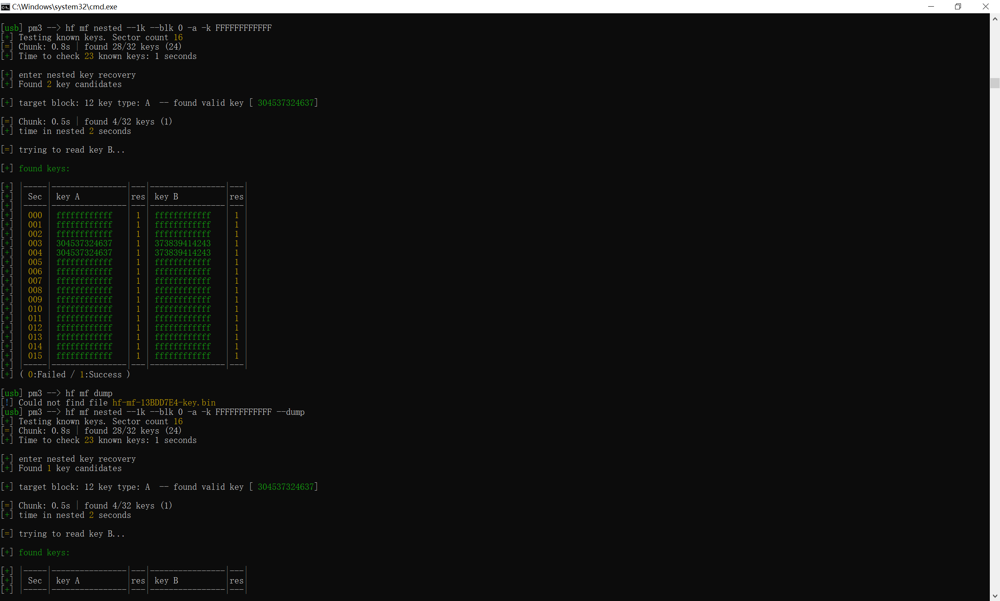 C:\Windows\system32\cmd.exe
[usb] pm3 --> hf mf nested --1k --blk 0 -a -k FFFFFFFFFFFF
[+] Testing known keys. Sector count 16
[=] Chunk: 0.8s | found 28/32 keys (24)
[+] Time to check 23 known keys: 1 seconds
[+] enter nested key recovery
[+] Found 2 key candidates
[+] target block: 12 key type: A  -- found valid key [ 304537324637]
[=] Chunk: 0.5s | found 4/32 keys (1)
[+] time in nested 2 seconds
[=] trying to read key B...
[+] found keys:
[+] |-----|----------------|---|----------------|---|
[+] | Sec | key A          |res| key B          |res|
[+] |-----|----------------|---|----------------|---|
[+] | 000 | ffffffffffff   | 1 | ffffffffffff   | 1 |
[+] | 001 | ffffffffffff   | 1 | ffffffffffff   | 1 |
[+] | 002 | ffffffffffff   | 1 | ffffffffffff   | 1 |
[+] | 003 | 304537324637   | 1 | 373839414243   | 1 |
[+] | 004 | 304537324637   | 1 | 373839414243   | 1 |
[+] | 005 | ffffffffffff   | 1 | ffffffffffff   | 1 |
[+] | 006 | ffffffffffff   | 1 | ffffffffffff   | 1 |
[+] | 007 | ffffffffffff   | 1 | ffffffffffff   | 1 |
[+] | 008 | ffffffffffff   | 1 | ffffffffffff   | 1 |
[+] | 009 | ffffffffffff   | 1 | ffffffffffff   | 1 |
[+] | 010 | ffffffffffff   | 1 | ffffffffffff   | 1 |
[+] | 011 | ffffffffffff   | 1 | ffffffffffff   | 1 |
[+] | 012 | ffffffffffff   | 1 | ffffffffffff   | 1 |
[+] | 013 | ffffffffffff   | 1 | ffffffffffff   | 1 |
[+] | 014 | ffffffffffff   | 1 | ffffffffffff   | 1 |
[+] | 015 | ffffffffffff   | 1 | ffffffffffff   | 1 |
[+] |-----|----------------|---|----------------|---|
[+] ( 0:Failed / 1:Success )
[usb] pm3 --> hf mf dump
[!] Could not find file hf-mf-13BDD7E4-key.bin
[usb] pm3 --> hf mf nested --1k --blk 0 -a -k FFFFFFFFFFFF --dump
[+] Testing known keys. Sector count 16
[=] Chunk: 0.8s | found 28/32 keys (24)
[+] Time to check 23 known keys: 1 seconds
[+] enter nested key recovery
[+] Found 1 key candidates
[+] target block: 12 key type: A  -- found valid key [ 304537324637]
[=] Chunk: 0.5s | found 4/32 keys (1)
[+] time in nested 2 seconds
[=] trying to read key B...
[+] found keys:
[+] |-----|----------------|---|----------------|---|
[+] | Sec | key A          |res| key B          |res|
[+] |-----|----------------|---|----------------|---|